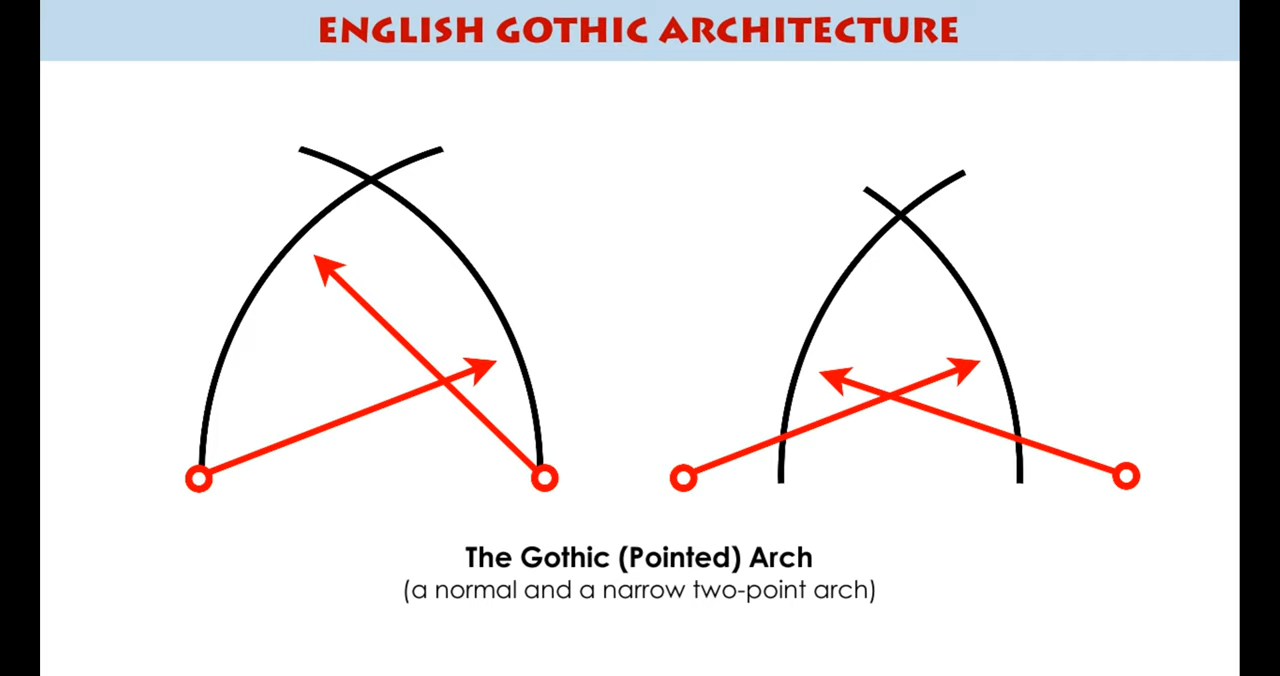 ENGLISH GOTHIC ARCHITECTURE
The Gothic (Pointed) Arch
(a normal and a narrow two-point arch)